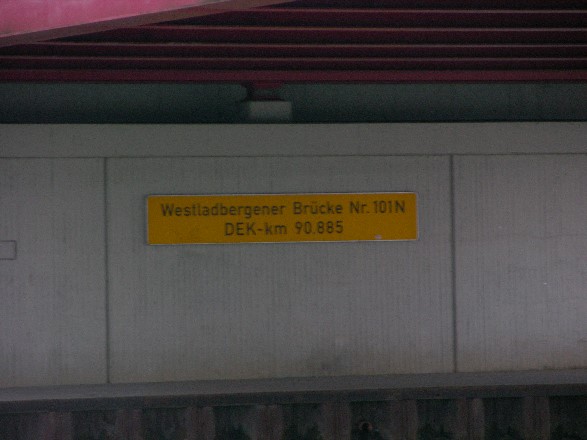 Westladbergener Brücke Nr. 101N
DEK-km 90.885